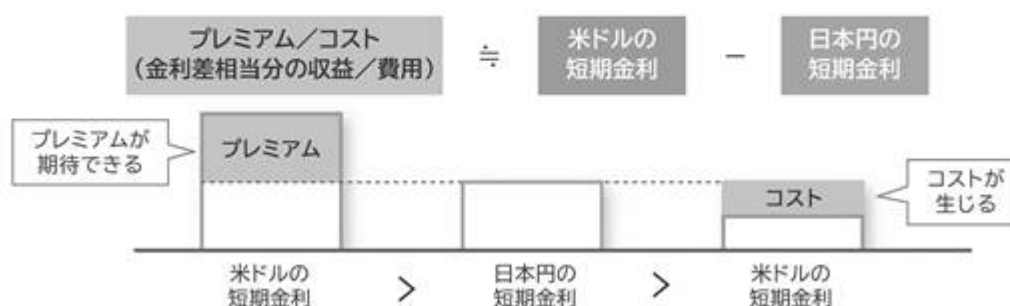 プレミアム／コスト
（金利差相当分の収益／費用）
≒
米ドルの
短期金利
−
日本円の
短期金利
プレミアムが
期待できる
プレミアム
コスト
コストが
生じる
米ドルの
短期金利
＞
日本円の
短期金利
＞
米ドルの
短期金利